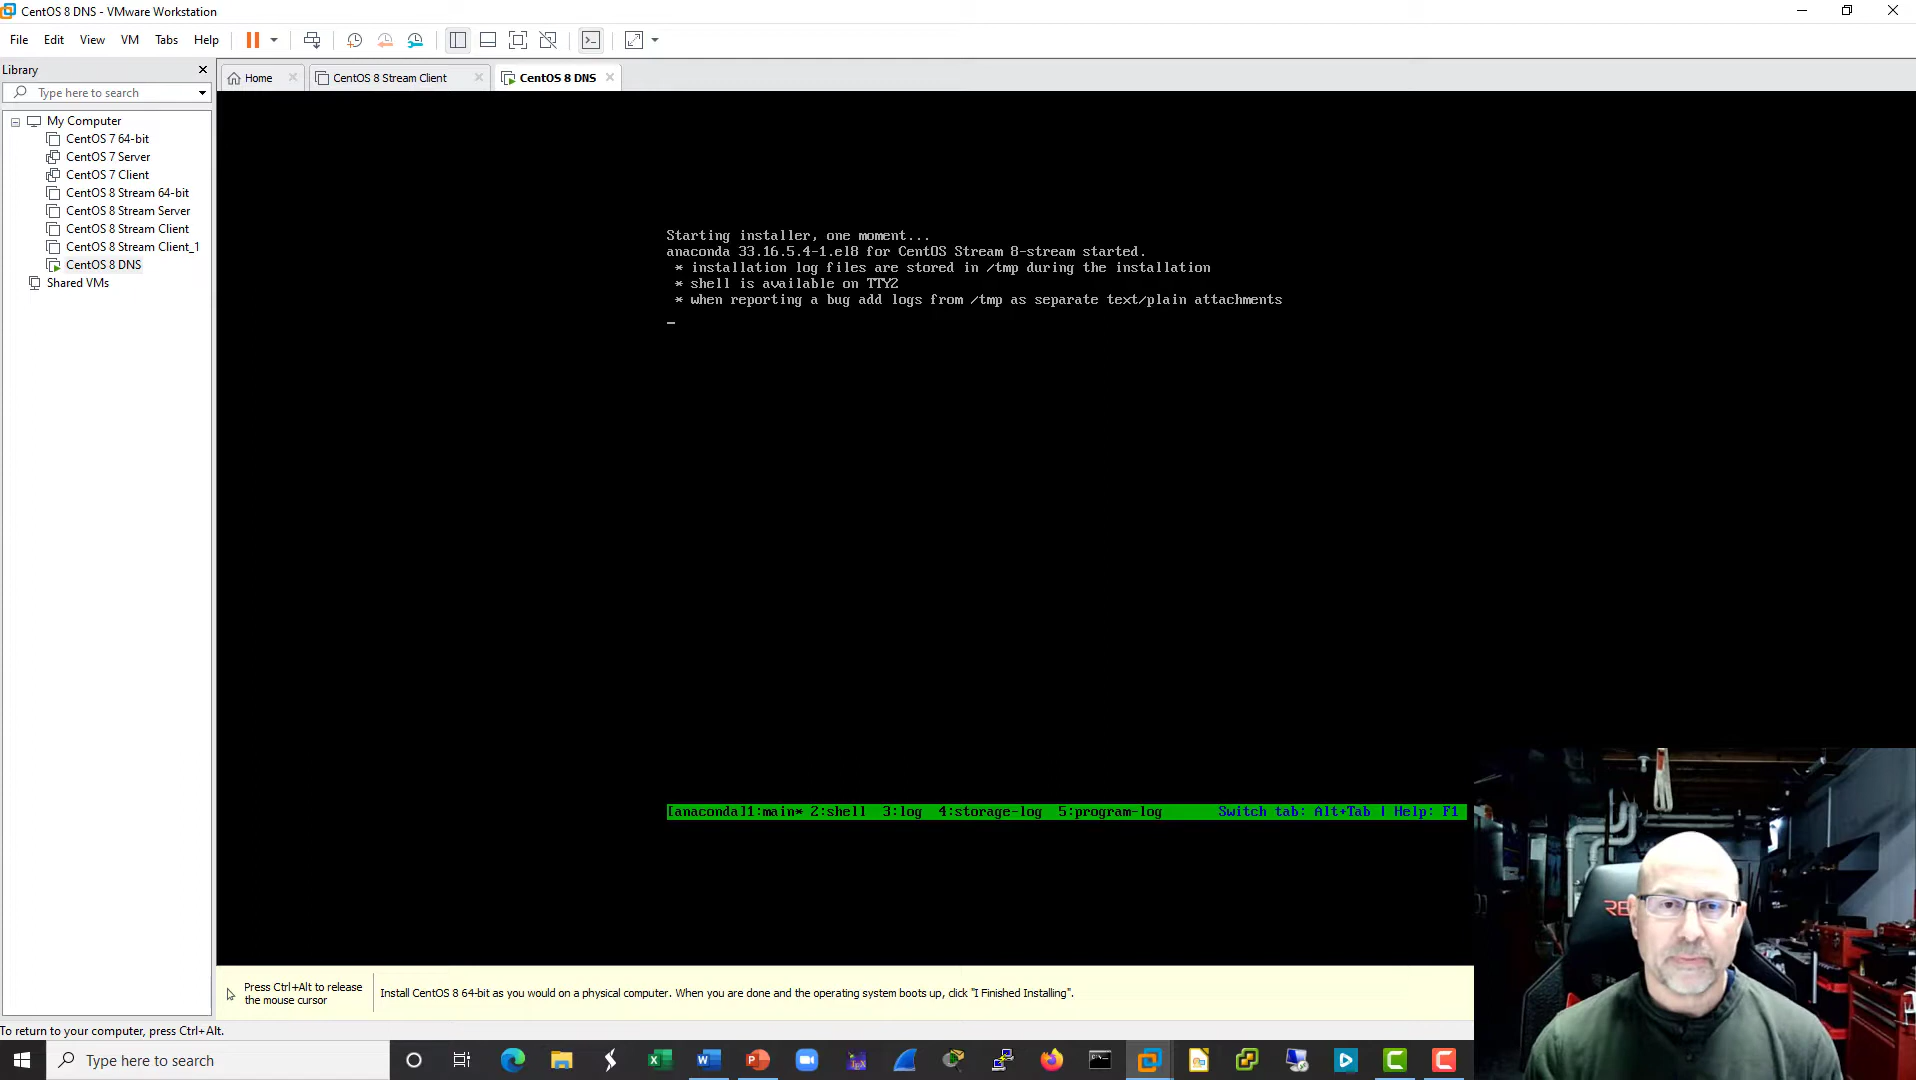 CentOS 8 DNS - VMware Workstation
File Edit View VM Tabs Help
Library
Type here to search
My Computer
CentOS 7 64-bit
CentOS 7 Server
CentOS 7 Client
CentOS 8 Stream 64-bit
CentOS 8 Stream Server
CentOS 8 Stream Client
CentOS 8 Stream Client_1
CentOS 8 DNS
Shared VMs
Home CentOS 8 Stream Client CentOS 8 DNS
Starting installer, one moment...
anaconda 33.16.5.4-1.el8 for CentOS Stream 8-stream started.
* installation log files are stored in /tmp during the installation
* shell is available on TTY2
* when reporting a bug add logs from /tmp as separate text/plain attachments
_
[anaconda]1:main* 2:shell 3:log 4:storage-log 5:program-log Switch tab: Alt+Tab | Help: F1
Press Ctrl+Alt to release
the mouse cursor
Install CentOS 8 64-bit as you would on a physical computer. When you are done and the operating system boots up, click "I Finished Installing".
To return to your computer, press Ctrl+Alt.
Type here to search